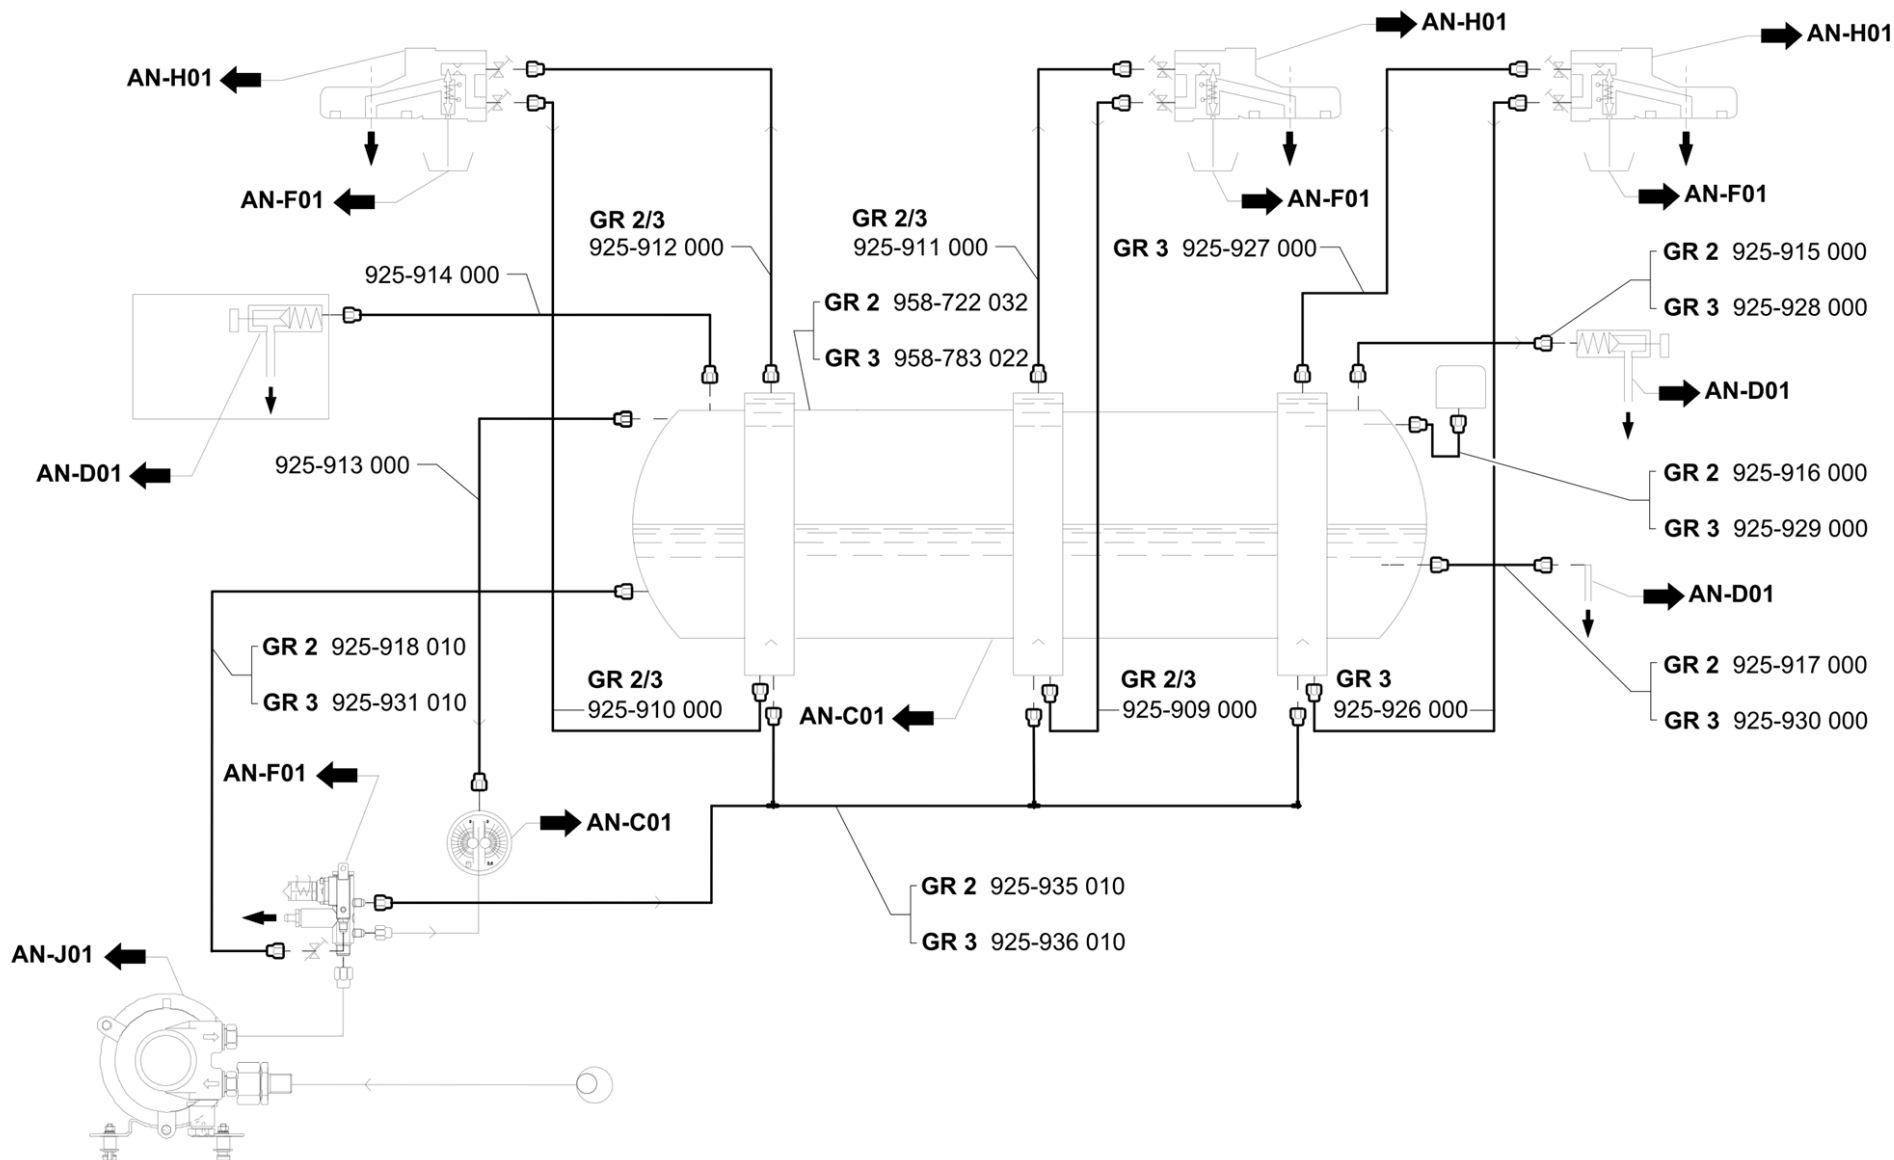 AN-H01
AN-H01
AN-H01
AN-F01
AN-F01
AN-F01
GR 2/3
925-912 000
GR 2/3
925-911 000
GR 3 925-927 000
GR 2 925-915 000
GR 3 925-928 000
925-914 000
GR 2 958-722 032
GR 3 958-783 022
AN-D01
AN-D01
925-913 000
GR 2 925-916 000
GR 3 925-929 000
AN-D01
GR 2 925-918 010
GR 3 925-931 010
GR 2/3
925-910 000
AN-C01
GR 2/3
925-909 000
GR 3
925-926 000
GR 2 925-917 000
GR 3 925-930 000
AN-F01
AN-C01
GR 2 925-935 010
GR 3 925-936 010
AN-J01